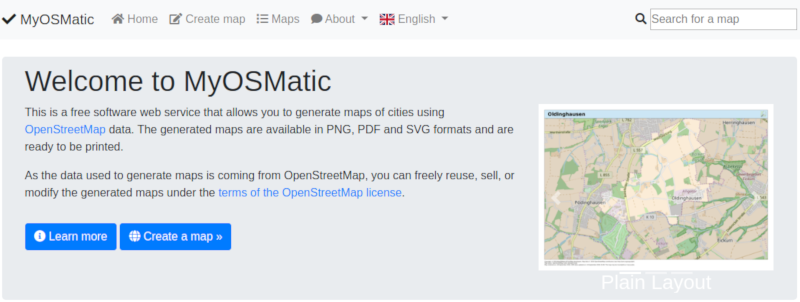 MyOSMatic Home Create map Maps About English Search for a map
Welcome to MyOSMatic
This is a free software web service that allows you to generate maps of cities using
OpenStreetMap data. The generated maps are available in PNG, PDF and SVG formats and are
ready to be printed.
As the data used to generate maps is coming from OpenStreetMap, you can freely reuse, sell, or
modify the generated maps under the terms of the OpenStreetMap license.
Learn more Create a map »
Oldinghausen
Oldinghausen
Plain Layout